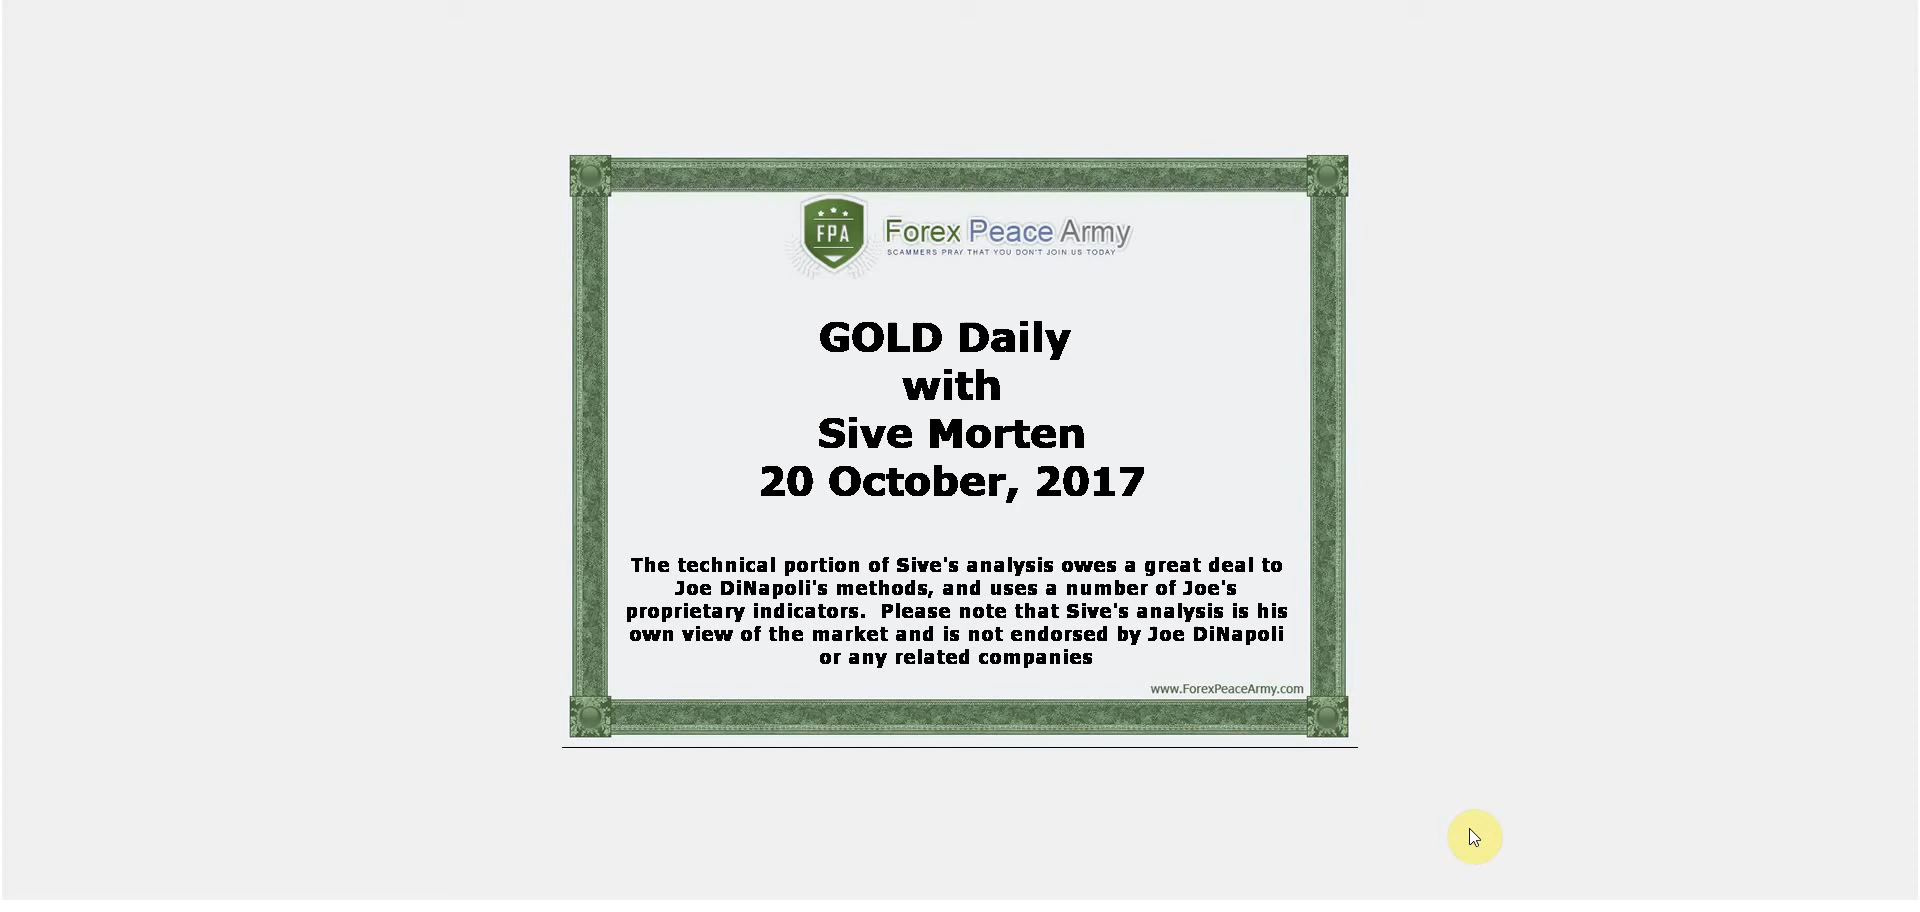 FPA
Forex Peace Army
SCAMMERS PRAY THAT YOU DON'T JOIN US TODAY
GOLD Daily
with
Sive Morten
20 October, 2017
The technical portion of Sive's analysis owes a great deal to
Joe DiNapoli's methods, and uses a number of Joe's
proprietary indicators.  Please note that Sive's analysis is his
own view of the market and is not endorsed by Joe DiNapoli
or any related companies
www.ForexPeaceArmy.com